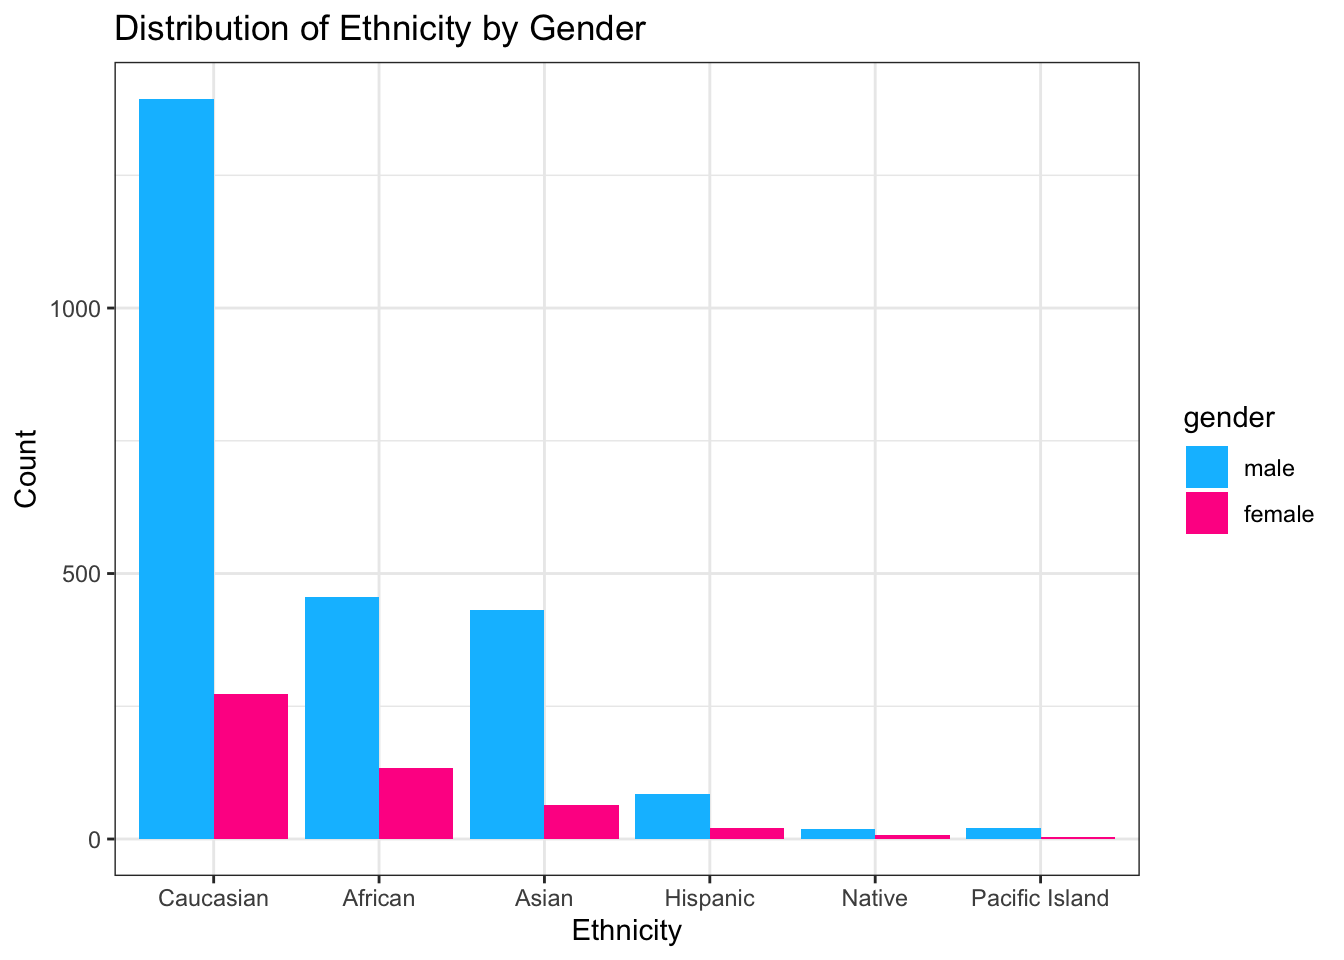 Distribution of Ethnicity by Gender
Count
1000
500
0
Caucasian African Asian Hispanic Native Pacific Island
Ethnicity
gender
male
female